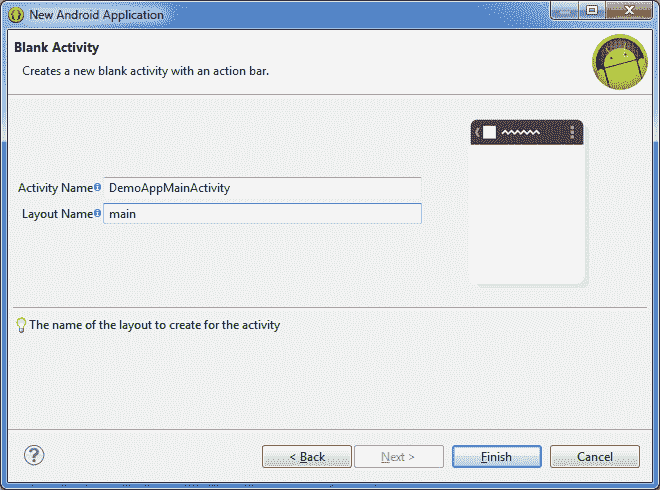 New Android Application
Blank Activity
Creates a new blank activity with an action bar.
Activity Name DemoAppMainActivity
Layout Name main
The name of the layout to create for the activity
< Back Next > Finish Cancel